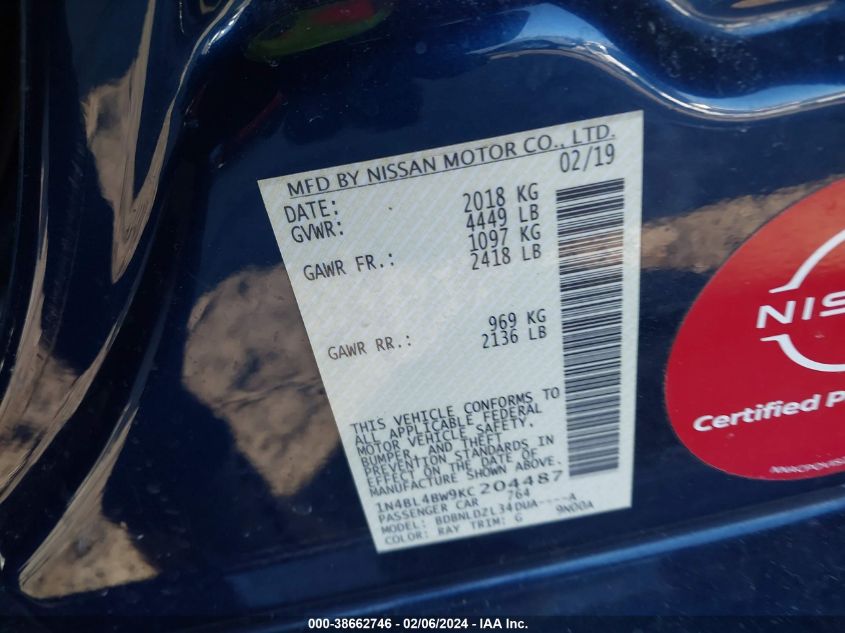 MFD BY NISSAN MOTOR CO., LTD.
DATE: 02/19
GVWR: 2018 KG
4449 LB
GAWR FR.: 1097 KG
2418 LB
GAWR RR.: 969 KG
2136 LB
THIS VEHICLE CONFORMS TO
ALL APPLICABLE FEDERAL
MOTOR VEHICLE SAFETY,
BUMPER, AND THEFT
PREVENTION STANDARDS IN
EFFECT ON THE DATE OF
MANUFACTURE SHOWN ABOVE.
1N4BL4BW9KC204487
PASSENGER CAR 764
MODEL: BDBNLDZL34DUA----A
COLOR: RAY TRIM: G 9N00A
NIS
Certified P
000-38662746 - 02/06/2024 - IAA Inc.